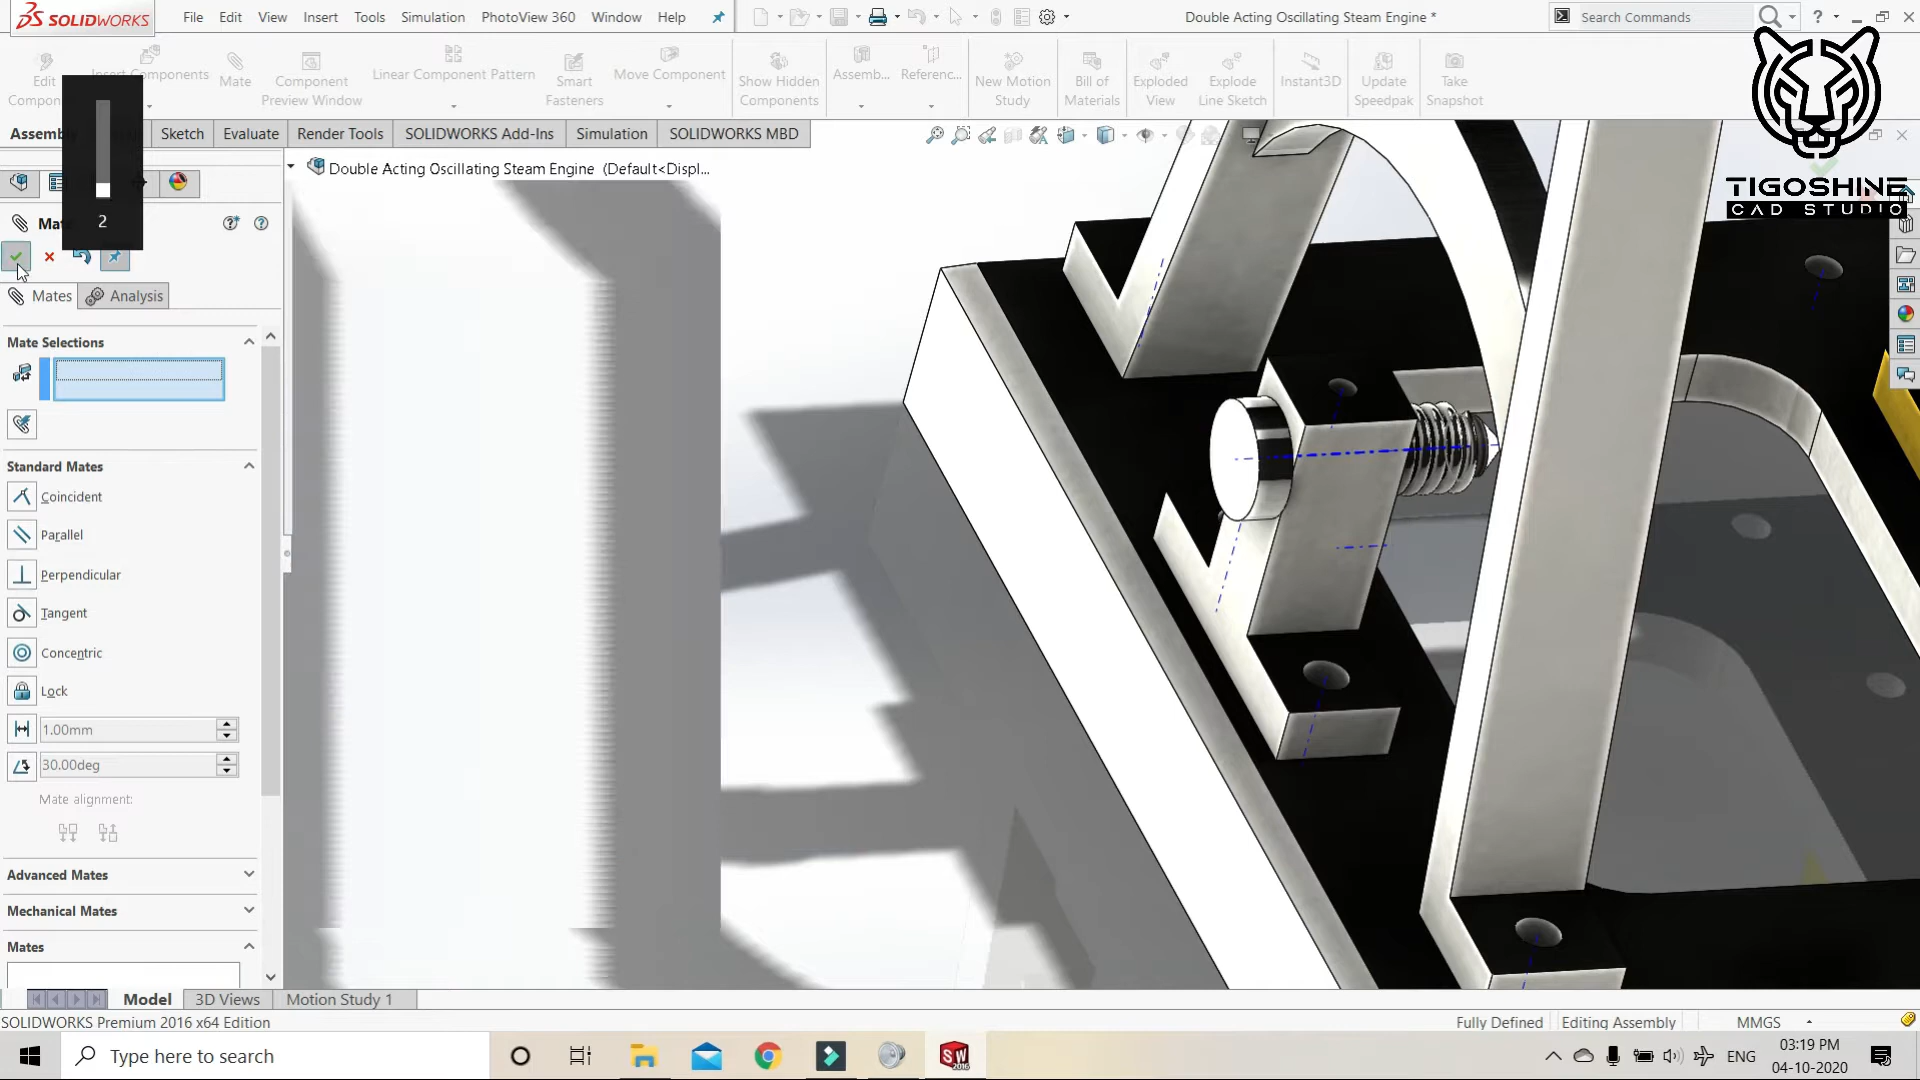 SOLIDWORKS File Edit View Insert Tools Simulation PhotoView 360 Window Help
Double Acting Oscillating Steam Engine *
Search Commands
Edit
Insert Components
Mate
Component
Preview Window
Linear Component Pattern
Smart
Fasteners
Move Component
Show Hidden
Components
Assemb...
Referenc...
New Motion
Study
Bill of
Materials
Exploded
View
Explode
Line Sketch
Instant3D
Update
Speedpak
Take
Snapshot
Sketch Evaluate Render Tools SOLIDWORKS Add-Ins Simulation SOLIDWORKS MBD
Double Acting Oscillating Steam Engine (Default<Displ...
TIGOSHINE
CAD STUDIO
2
Mates Analysis
Mate Selections
Standard Mates
Coincident
Parallel
Perpendicular
Tangent
Concentric
Lock
1.00mm
30.00deg
Mate alignment:
Advanced Mates
Mechanical Mates
Mates
Model 3D Views Motion Study 1
SOLIDWORKS Premium 2016 x64 Edition
Fully Defined Editing Assembly MMGS
Type here to search
SW
2016
ENG
03:19 PM
04-10-2020